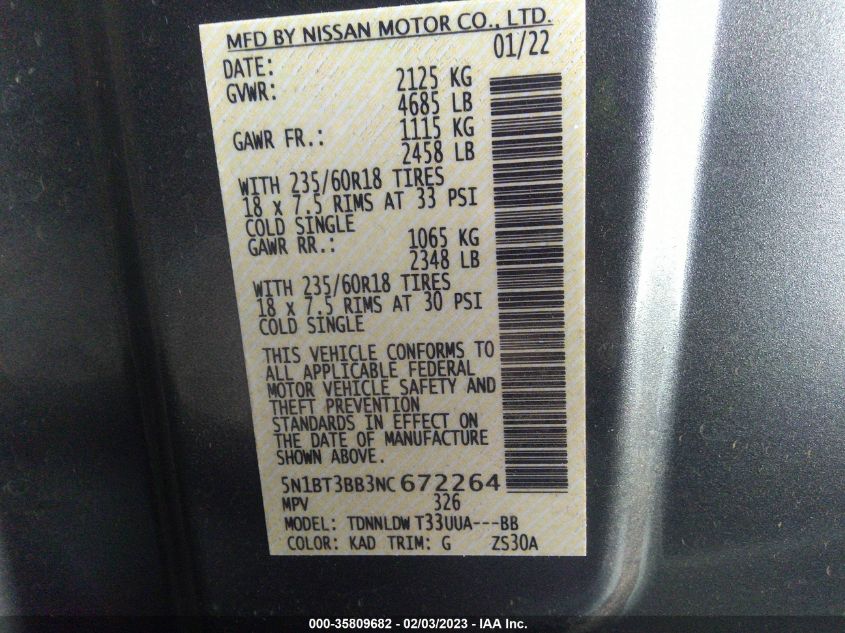 MFD BY NISSAN MOTOR CO., LTD.
DATE: 01/22
GVWR: 2125 KG
4685 LB
GAWR FR.: 1115 KG
2458 LB
WITH 235/60R18 TIRES
18 x 7.5 RIMS AT 33 PSI
COLD SINGLE
GAWR RR.: 1065 KG
2348 LB
WITH 235/60R18 TIRES
18 x 7.5 RIMS AT 30 PSI
COLD SINGLE
THIS VEHICLE CONFORMS TO
ALL APPLICABLE FEDERAL
MOTOR VEHICLE SAFETY AND
THEFT PREVENTION
STANDARDS IN EFFECT ON
THE DATE OF MANUFACTURE
SHOWN ABOVE.
5N1BT3BB3NC672264
MPV 326
MODEL: TDNNLDW T33UUA---BB
COLOR: KAD TRIM: G ZS30A
000-35809682 - 02/03/2023 - IAA Inc.